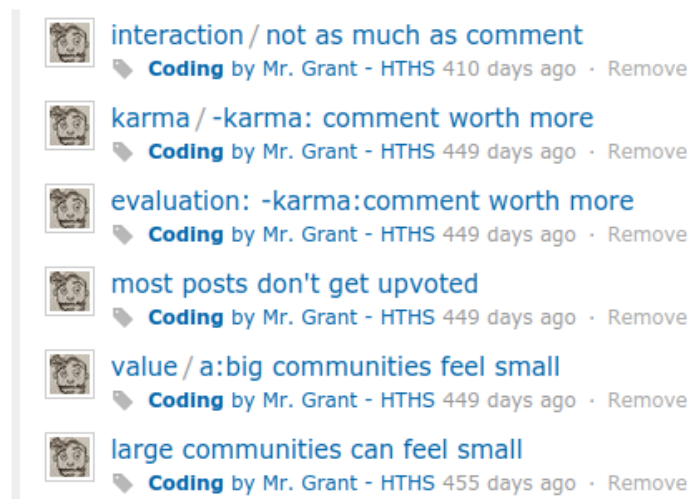 interaction / not as much as comment
Coding by Mr. Grant - HTHS 410 days ago · Remove
karma / -karma: comment worth more
Coding by Mr. Grant - HTHS 449 days ago · Remove
evaluation: -karma:comment worth more
Coding by Mr. Grant - HTHS 449 days ago · Remove
most posts don't get upvoted
Coding by Mr. Grant - HTHS 449 days ago · Remove
value / a:big communities feel small
Coding by Mr. Grant - HTHS 449 days ago · Remove
large communities can feel small
Coding by Mr. Grant - HTHS 455 days ago · Remove